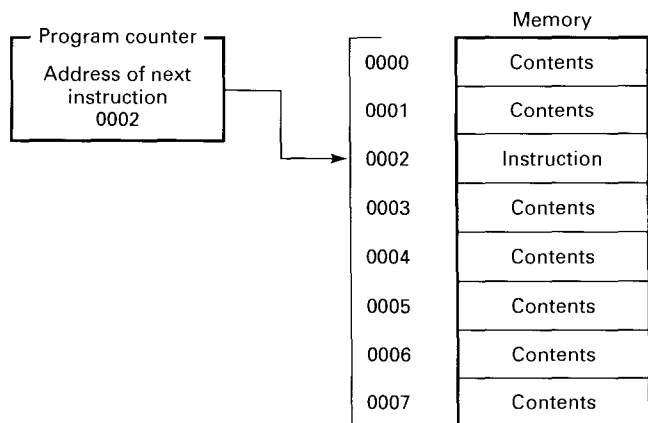 Memory
Program counter
Address of next
instruction
0002
0000 Contents
0001 Contents
0002 Instruction
0003 Contents
0004 Contents
0005 Contents
0006 Contents
0007 Contents